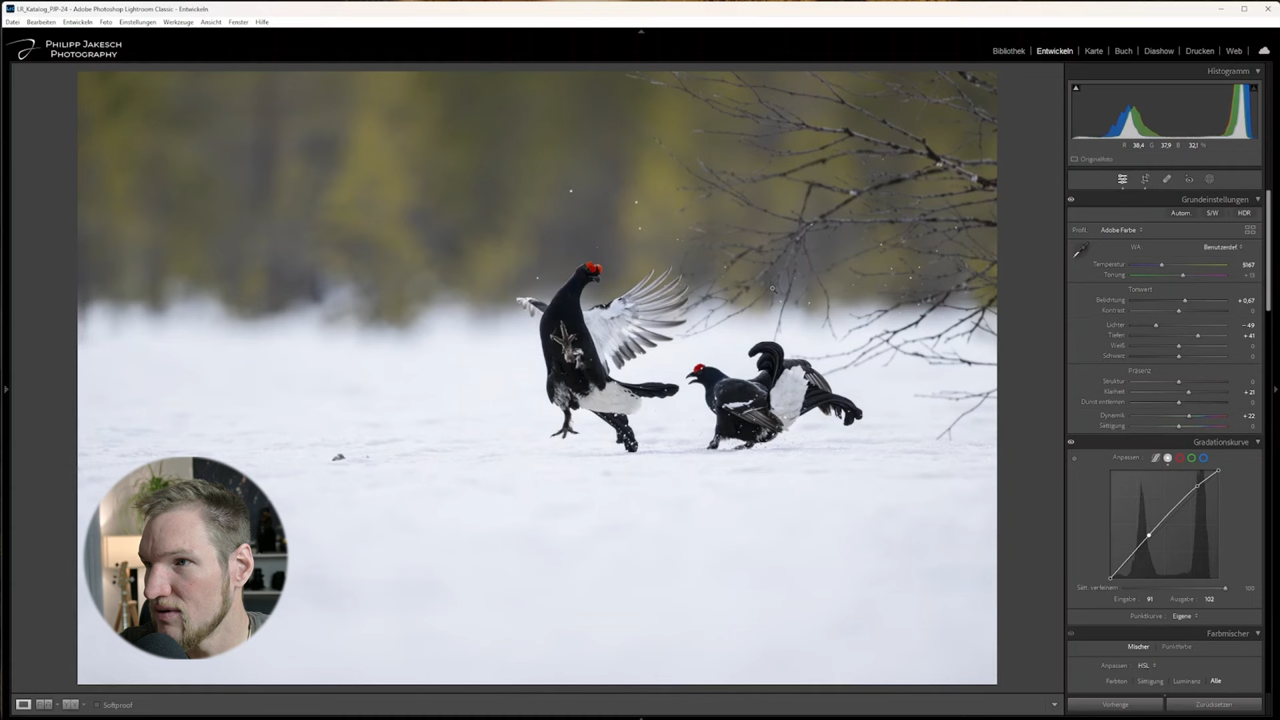 LR_Katalog_PJP-24 - Adobe Photoshop Lightroom Classic - Entwickeln
Datei Bearbeiten Entwickeln Foto Einstellungen Werkzeuge Ansicht Fenster Hilfe
PHILIPP JAKESCH
PHOTOGRAPHY
Bibliothek | Entwickeln | Karte | Buch | Diashow | Drucken | Web
Histogramm
R 38,4 G 37,9 B 32,1 %
Originalfoto
Grundeinstellungen
Autom. S/W HDR
Profil: Adobe Farbe
WA: Benutzerdef.
Temperatur 5167
Tonung + 13
Tonwert
Belichtung + 0,67
Kontrast 0
Lichter - 49
Tiefen + 41
Weiß 0
Schwarz 0
Präsenz
Struktur 0
Klarheit + 21
Dunst entfernen 0
Dynamik + 22
Sättigung 0
Gradationskurve
Anpassen:
Sätt. verfeinern 100
Eingabe: 91 Ausgabe: 102
Punktkurve: Eigene
Farbmischer
Mischer Punktfarbe
Anpassen: HSL
Farbton Sättigung Luminanz Alle
Softproof
Vorherige Zurücksetzen